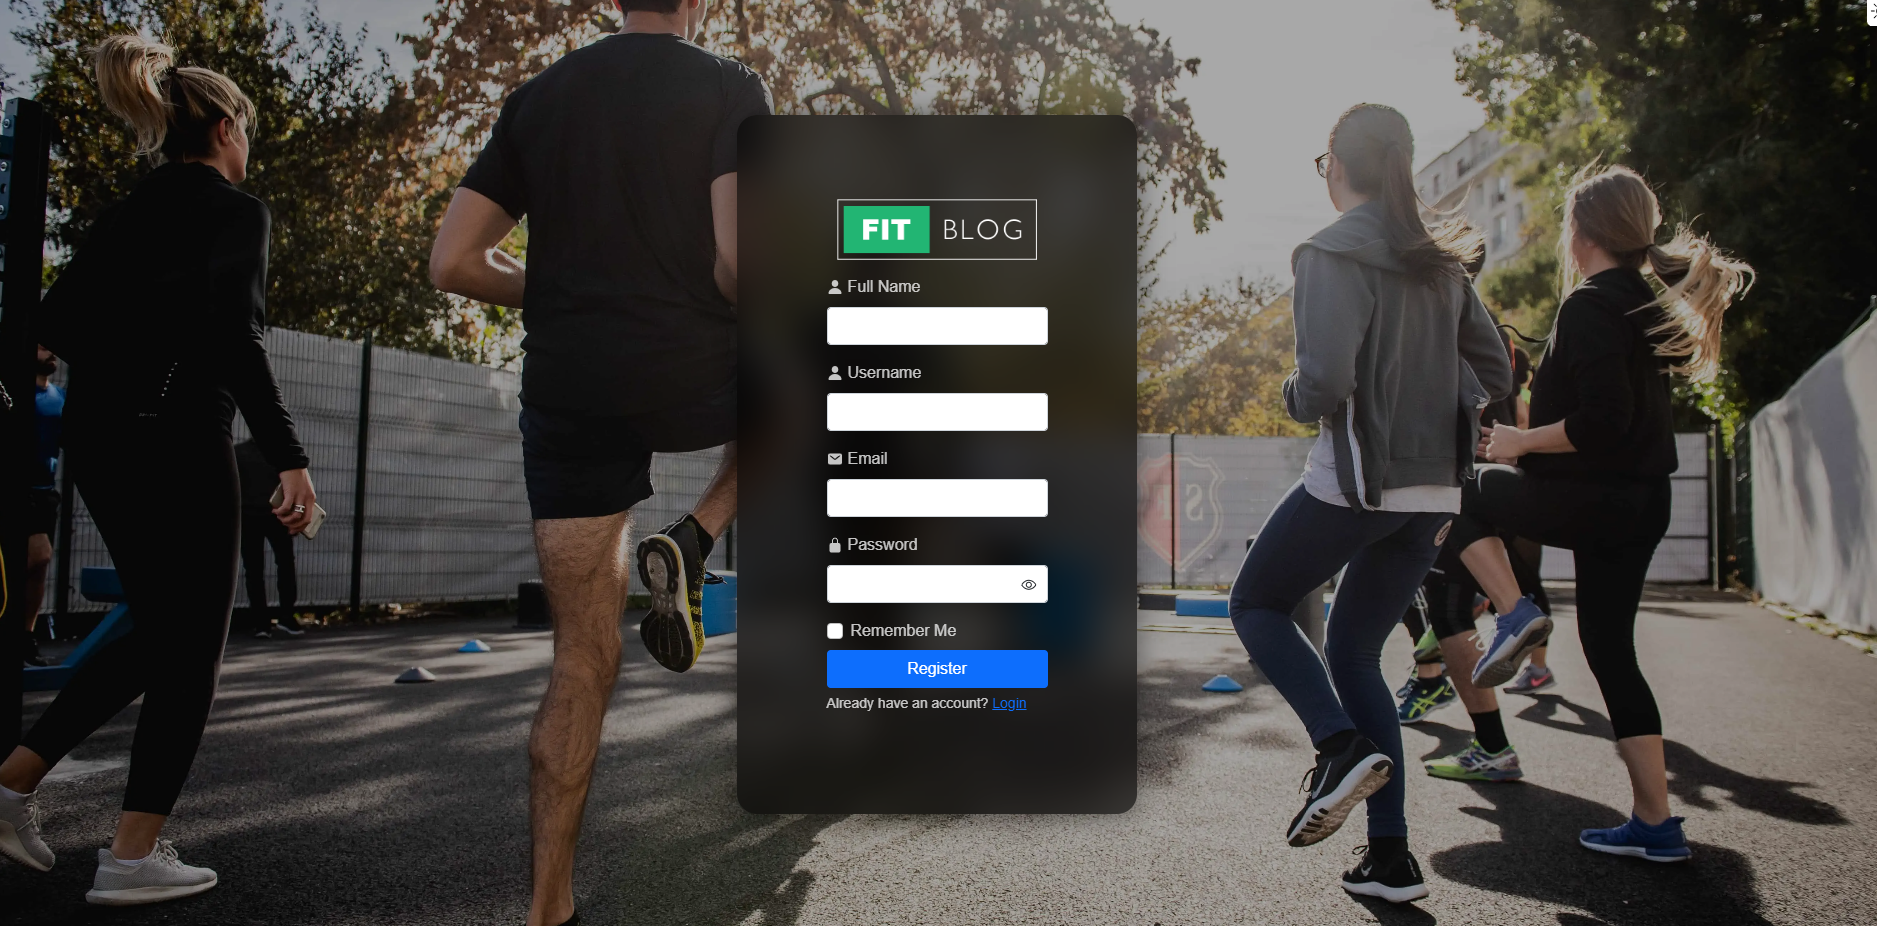 FIT BLOG
Full Name
Username
Email
Password
Remember Me
Register
Already have an account? Login